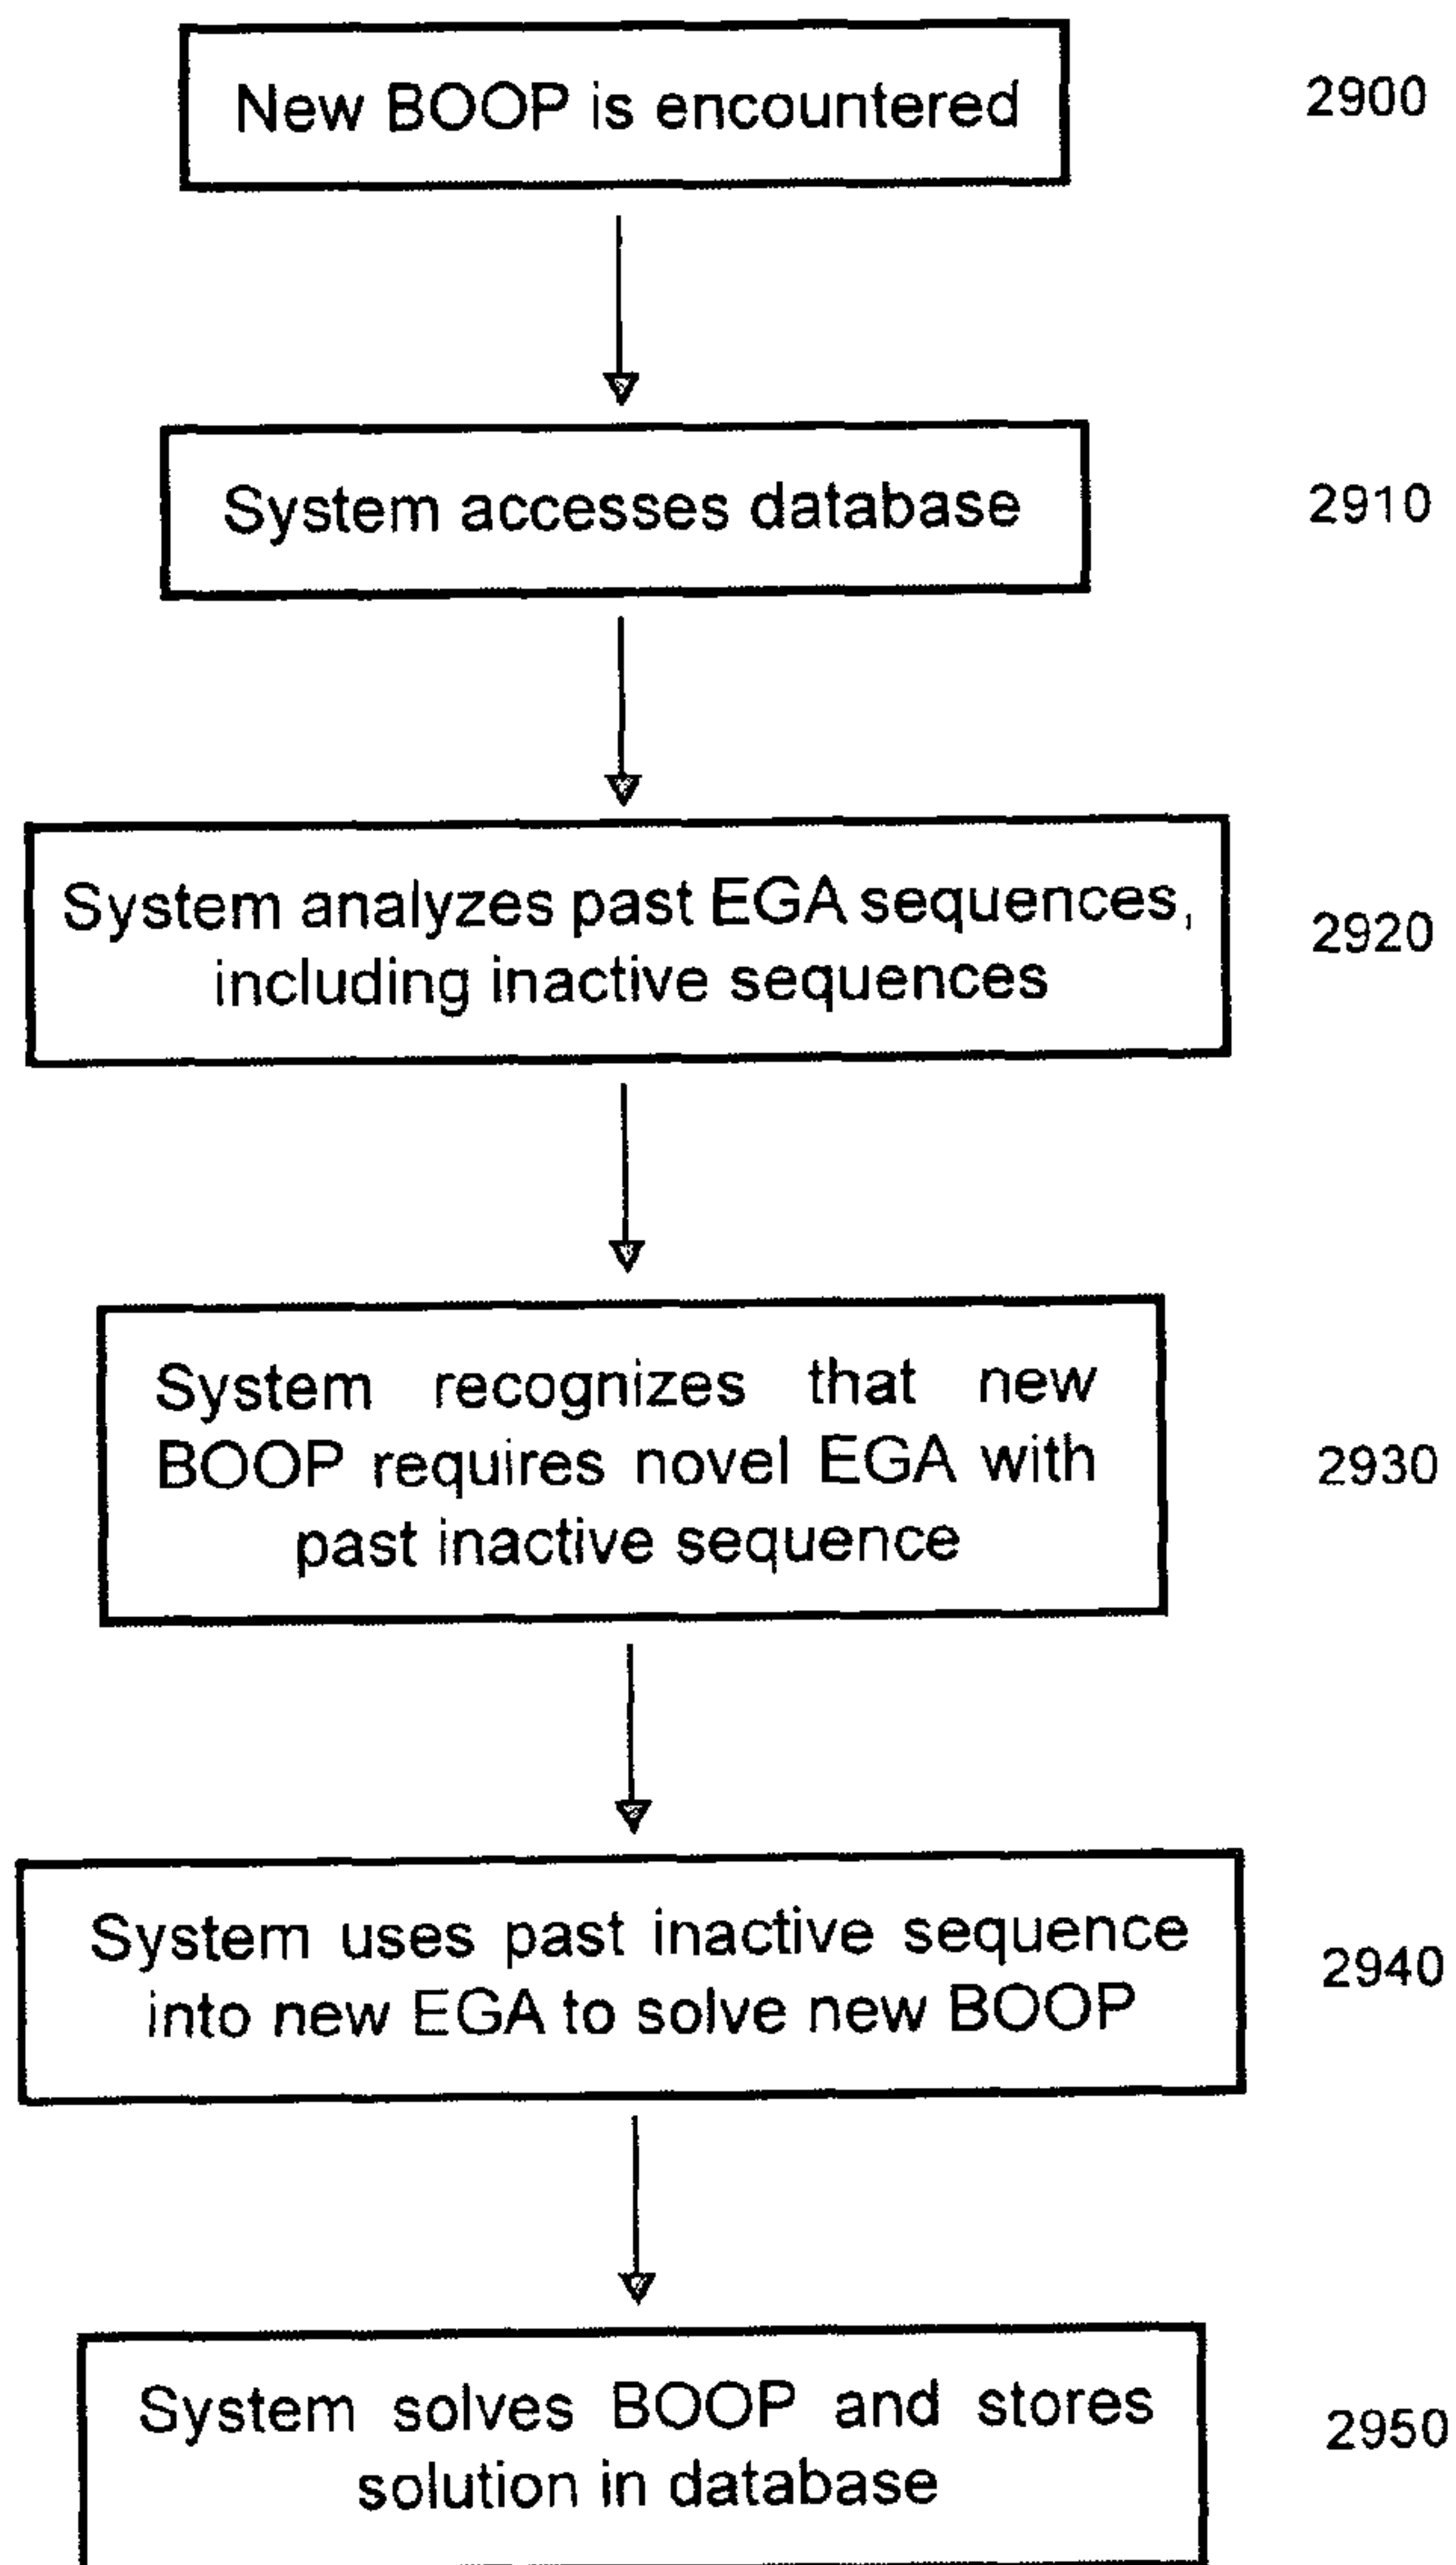 New BOOP is encountered
2900
System accesses database
2910
System analyzes past EGA sequences,
including inactive sequences
2920
System recognizes that new
BOOP requires novel EGA with
past inactive sequence
2930
System uses past inactive sequence
into new EGA to solve new BOOP
2940
System solves BOOP and stores
solution in database
2950